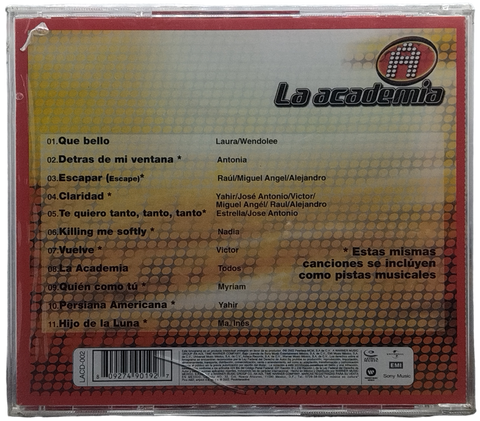 A
La academia
01. Que bello Laura/Wendolee
02. Detras de mi ventana * Antonia
03. Escapar (Escape)* Raúl/Miguel Angel/Alejandro
04. Claridad * Yahir/José Antonio/Victor/
Miguel Angél/ Raul/Alejandro
05. Te quiero tanto, tanto, tanto* Estrella/Jose Antonio
06. Killing me softly * Nadia
07. Vuelve * Victor
08. La Academia Todos
09. Quién como tú * Myriam
10. Persiana Americana * Yahir
11. Hijo de la Luna * Ma. Inés
* Estas mismas
canciones se incluyen
como pistas musicales
LACD-002
EMI
Sony Music